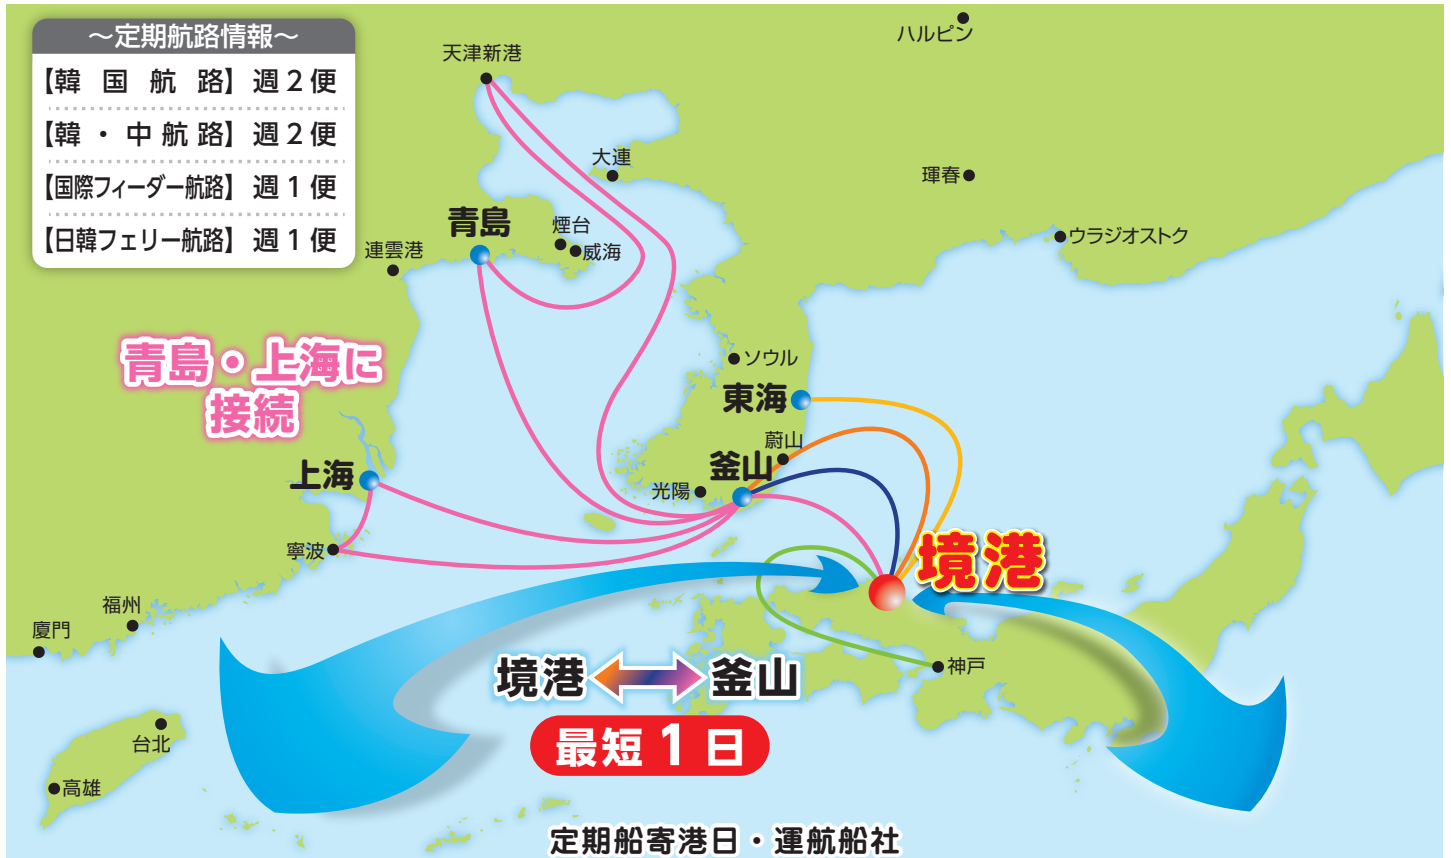 ～定期航路情報～
【韓国航路】週2便
【韓・中航路】週2便
【国際フィーダー航路】週1便
【日韓フェリー航路】週1便
ハルピン
天津新港
大連
琿春
青島
煙台
威海
連雲港
ウラジオストク
青島・上海に
接続
ソウル
東海
蔚山
釜山
光陽
上海
寧波
境港
福州
廈門
神戸
境港
釜山
最短1日
台北
高雄
定期船寄港日・運航船社